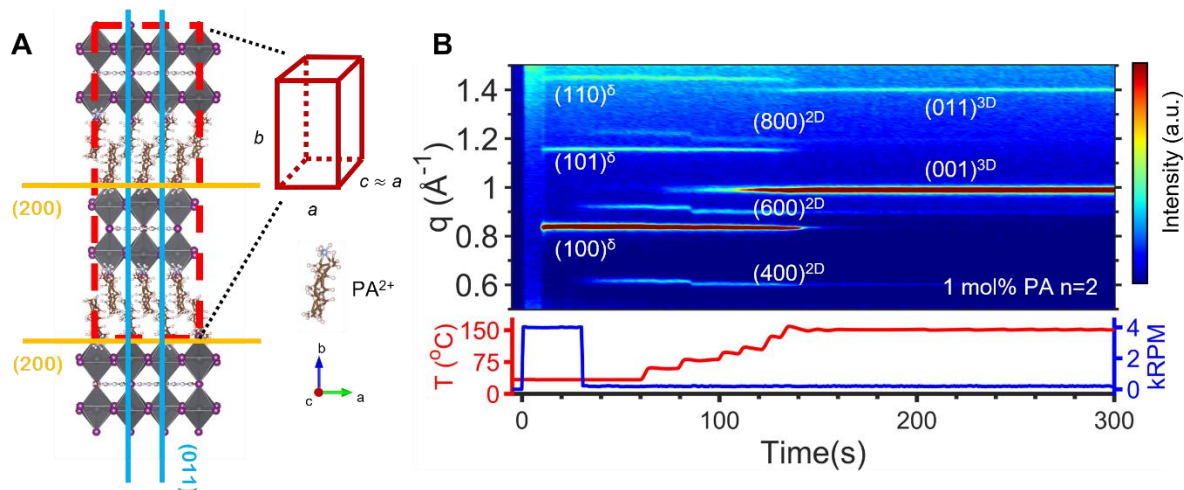 A
(200)
(200)
(011)
b
a
c ≈ a
PA²⁺
b
c
a
B
q (Å⁻¹)
1.4
1.2
1
0.8
0.6
(110)^δ
(101)^δ
(100)^δ
(800)²ᴰ
(600)²ᴰ
(400)²ᴰ
(011)³ᴰ
(001)³ᴰ
1 mol% PA n=2
Intensity (a.u.)
T (°C)
150
75
0
4
2
0
kRPM
0
100
200
300
Time(s)